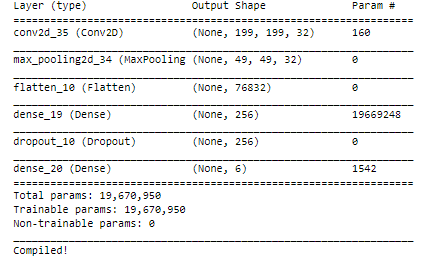 Layer (type) Output Shape Param #
=================================================================
conv2d_35 (Conv2D) (None, 199, 199, 32) 160
_________________________________________________________________
max_pooling2d_34 (MaxPooling (None, 49, 49, 32) 0
_________________________________________________________________
flatten_10 (Flatten) (None, 76832) 0
_________________________________________________________________
dense_19 (Dense) (None, 256) 19669248
_________________________________________________________________
dropout_10 (Dropout) (None, 256) 0
_________________________________________________________________
dense_20 (Dense) (None, 6) 1542
=================================================================
Total params: 19,670,950
Trainable params: 19,670,950
Non-trainable params: 0
_________________________________________________________________
Compiled!